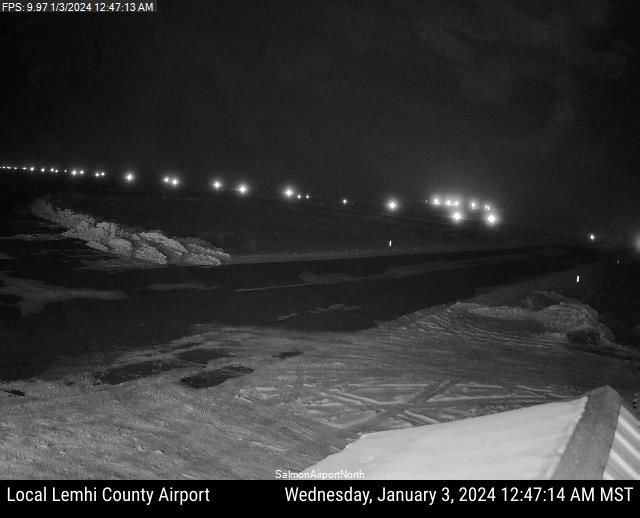 FPS: 9.97 1/3/2024 12:47:13 AM
SalmonAirportNorth
Local Lemhi County Airport Wednesday, January 3, 2024 12:47:14 AM MST